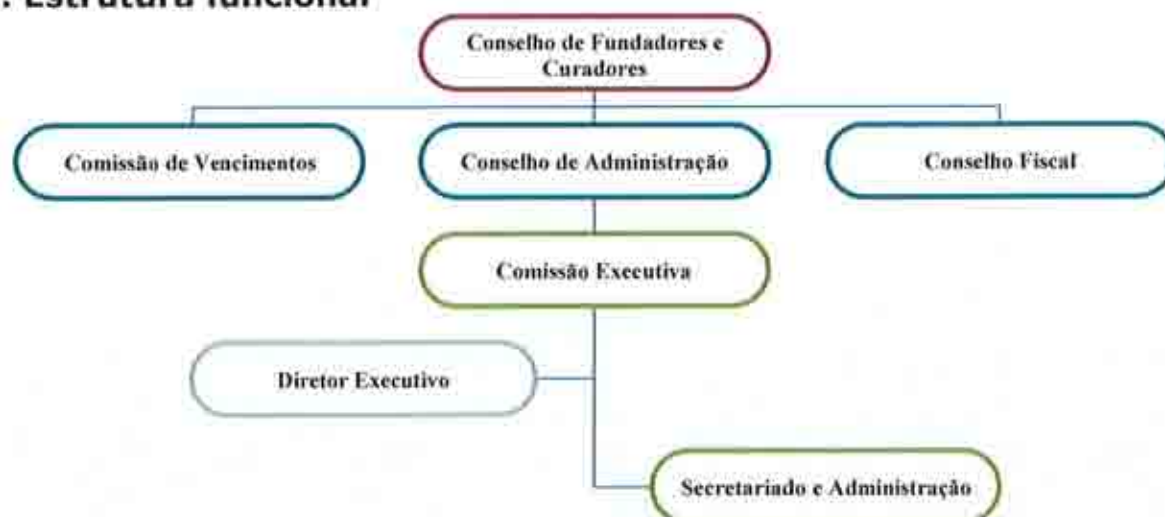 . Estrutura funcional
Conselho de Fundadores e
Curadores
Comissão de Vencimentos
Conselho de Administração
Conselho Fiscal
Comissão Executiva
Diretor Executivo
Secretariado e Administração